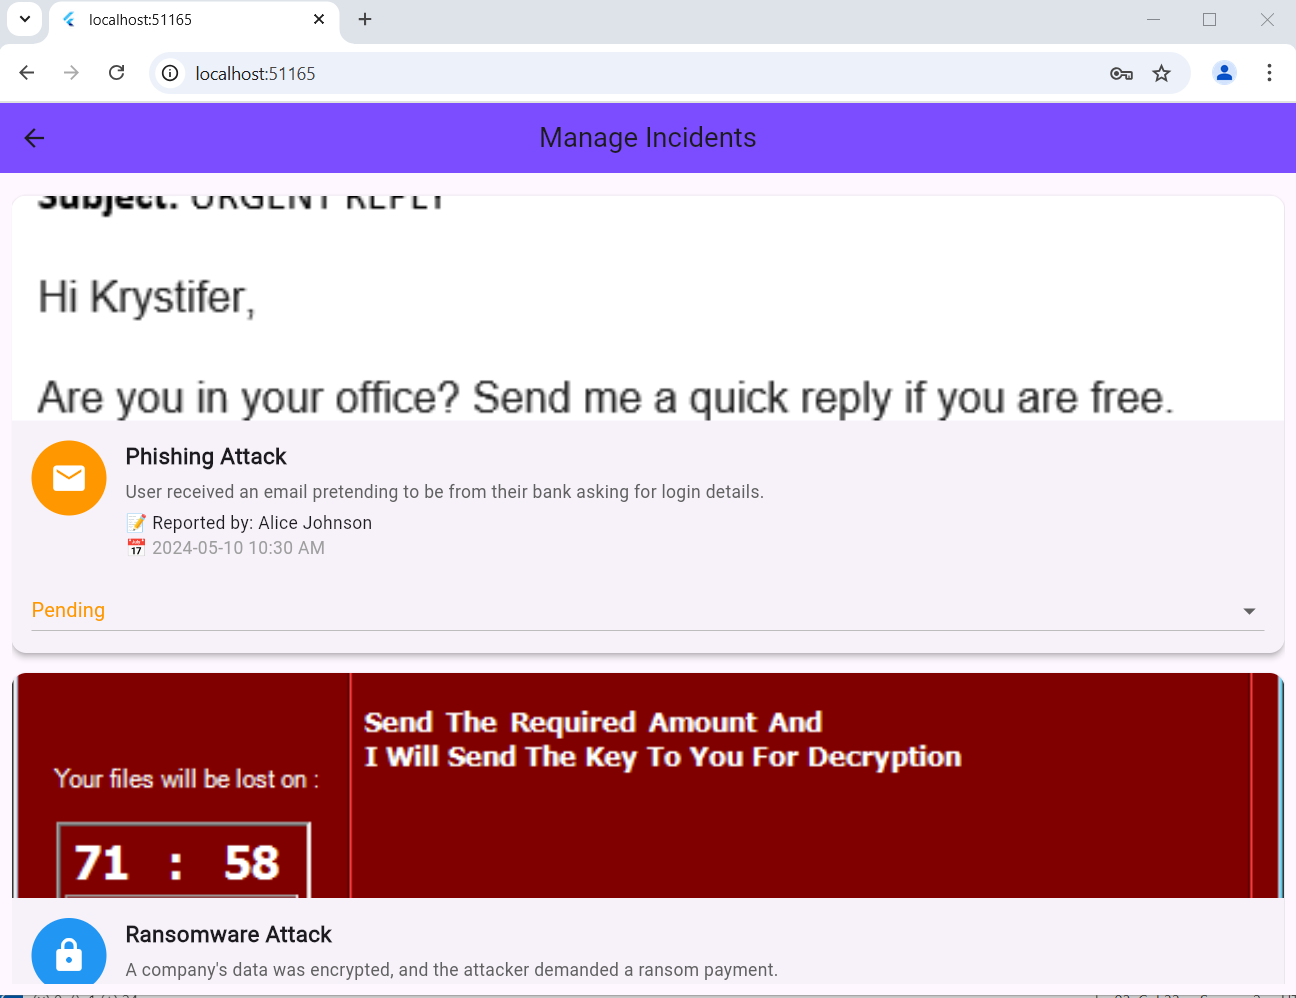 localhost:51165
localhost:51165
Manage Incidents
Subject: URGENT REPLY
Hi Krystifer,
Are you in your office? Send me a quick reply if you are free.
Phishing Attack
User received an email pretending to be from their bank asking for login details.
📝 Reported by: Alice Johnson
📅 2024-05-10 10:30 AM
Pending
Send The Required Amount And
I Will Send The Key To You For Decryption
Your files will be lost on :
71 : 58
Ransomware Attack
A company's data was encrypted, and the attacker demanded a ransom payment.